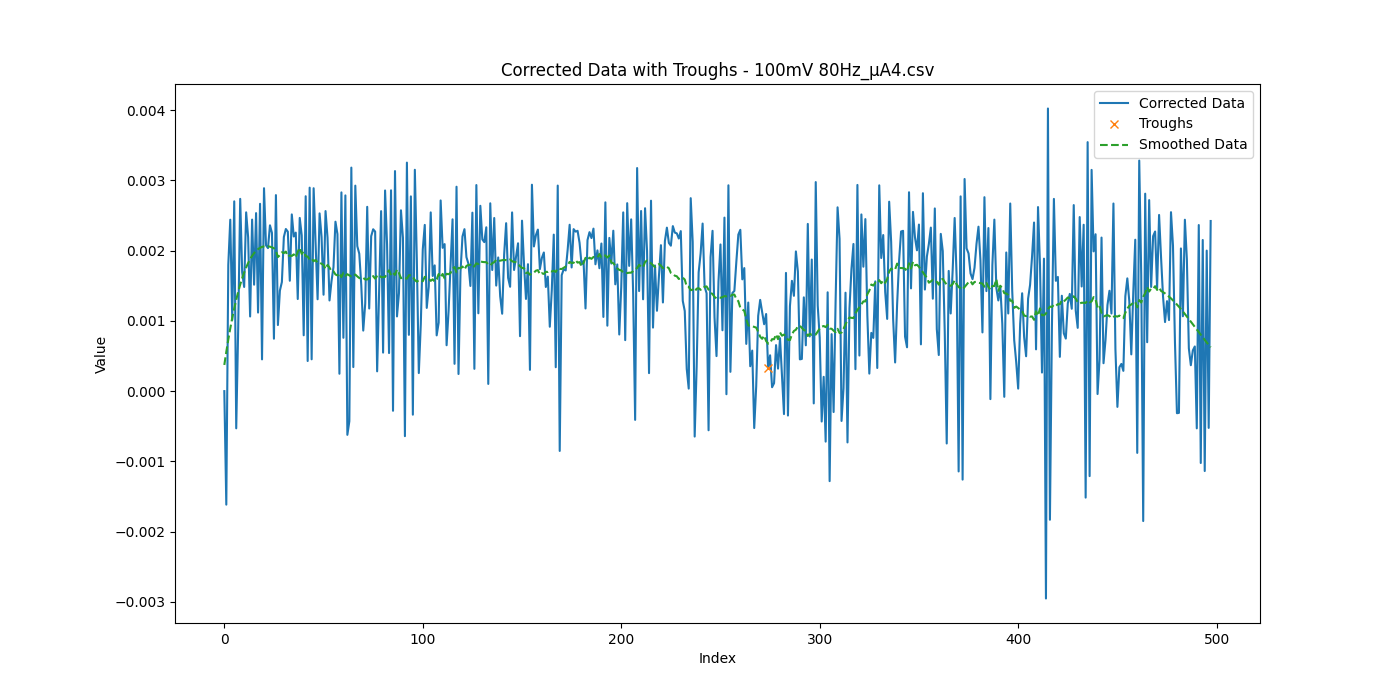 Corrected Data with Troughs - 100mV 80Hz_µA4.csv
Corrected Data
Troughs
Smoothed Data
Value
0.004
0.003
0.002
0.001
0.000
−0.001
−0.002
−0.003
0
100
200
300
400
500
Index